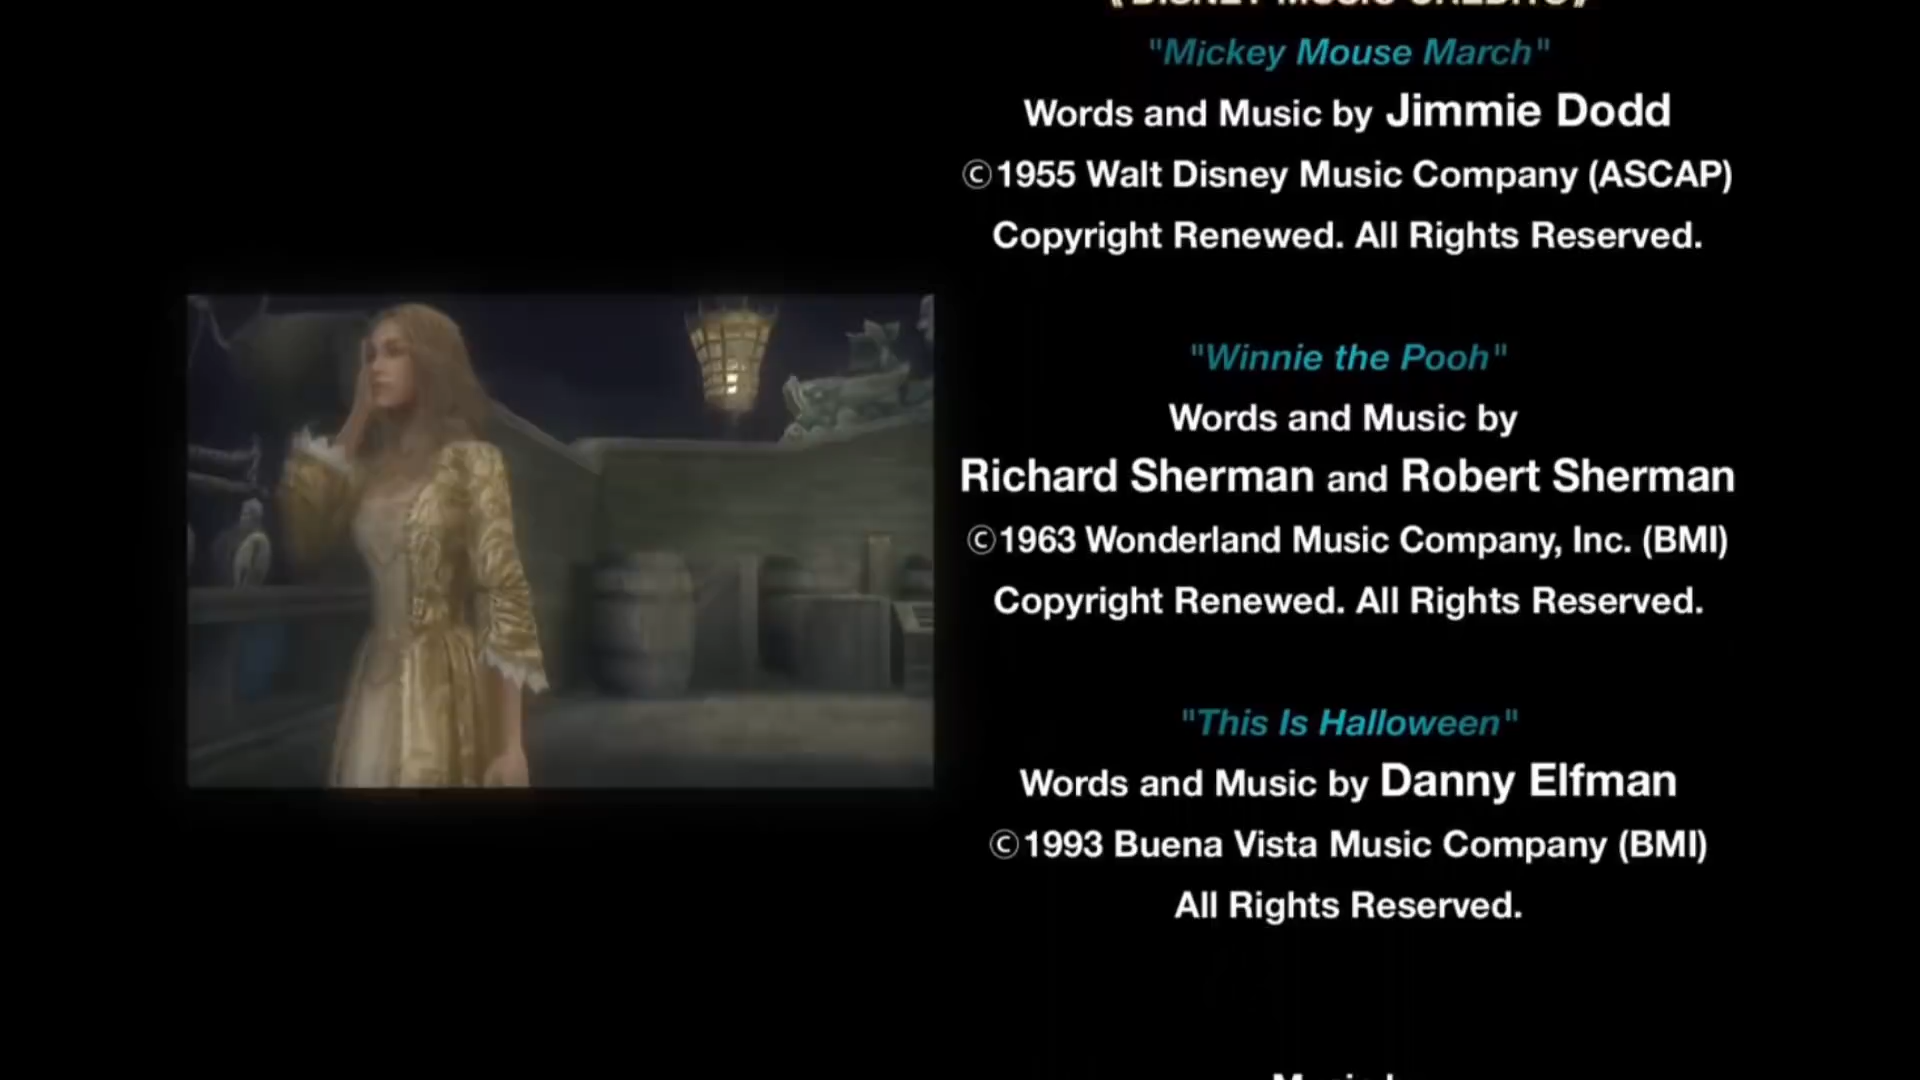 《DISNEY MUSIC CREDITS》
"Mickey Mouse March"
Words and Music by Jimmie Dodd
©1955 Walt Disney Music Company (ASCAP)
Copyright Renewed. All Rights Reserved.
"Winnie the Pooh"
Words and Music by
Richard Sherman and Robert Sherman
©1963 Wonderland Music Company, Inc. (BMI)
Copyright Renewed. All Rights Reserved.
"This Is Halloween"
Words and Music by Danny Elfman
©1993 Buena Vista Music Company (BMI)
All Rights Reserved.